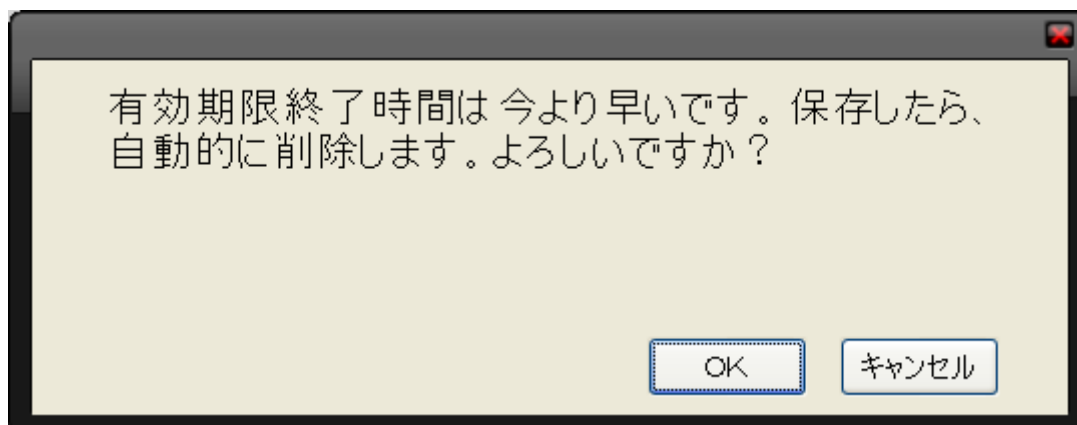 有効期限終了時間は今より早いです。保存したら、
自動的に削除します。よろしいですか？
OK
キャンセル